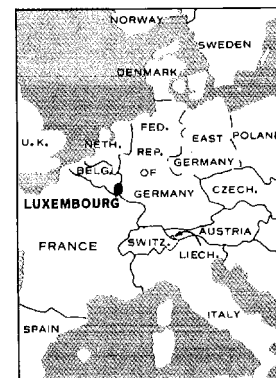 NORWAY
SWEDEN
DENMARK
U.K.
NETH.
FED.
REP.
OF
GERMANY
EAST
GERMANY
POLAND
BELG.
LUXEMBOURG
CZECH.
FRANCE
SWITZ.
AUSTRIA
LIECH.
ITALY
SPAIN